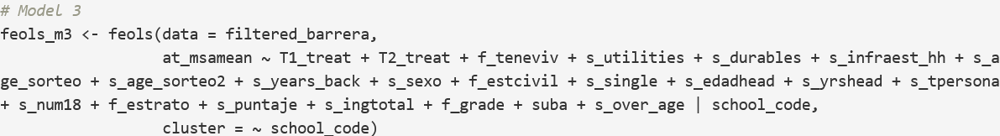 # Model 3
feols_m3 <- feols(data = filtered_barrera,
                  at_msamean ~ T1_treat + T2_treat + f_teneviv + s_utilities + s_durables + s_infraest_hh + s_a
ge_sorteo + s_age_sorteo2 + s_years_back + s_sexo + f_estcivil + s_single + s_edadhead + s_yrshead + s_tpersona
+ s_num18 + f_estrato + s_puntaje + s_ingtotal + f_grade + suba + s_over_age | school_code,
                  cluster = ~ school_code)